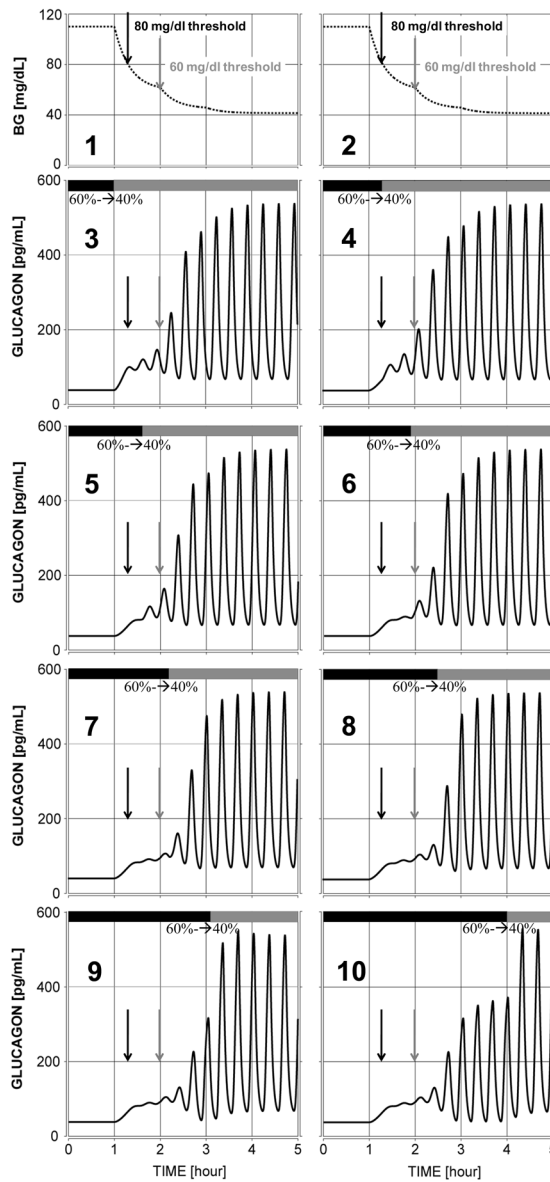 120
80
40
0
BG [mg/dL]
80 mg/dl threshold
60 mg/dl threshold
1
80 mg/dl threshold
60 mg/dl threshold
2
600
400
200
0
GLUCAGON [pg/mL]
60%-→40%
3
60%-→40%
4
600
400
200
0
GLUCAGON [pg/mL]
60%-→40%
5
60%-→40%
6
600
400
200
0
GLUCAGON [pg/mL]
60%-→40%
7
60%-→40%
8
600
400
200
0
GLUCAGON [pg/mL]
60%-→40%
9
60%-→40%
10
0 1 2 3 4 5
TIME [hour]
0 1 2 3 4
TIME [hour]